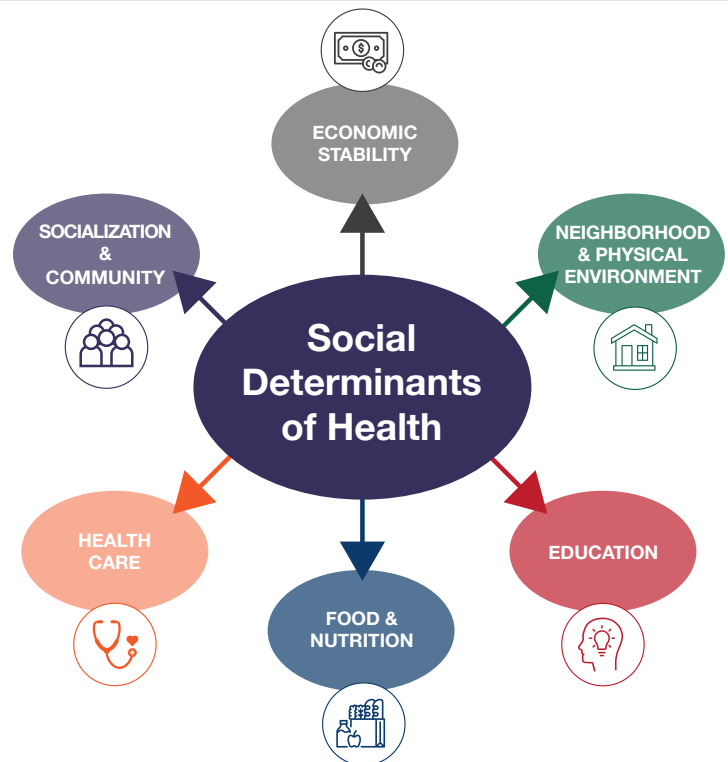 ECONOMIC
STABILITY
SOCIALIZATION
&
COMMUNITY
NEIGHBORHOOD
& PHYSICAL
ENVIRONMENT
Social
Determinants
of Health
HEALTH
CARE
EDUCATION
FOOD &
NUTRITION